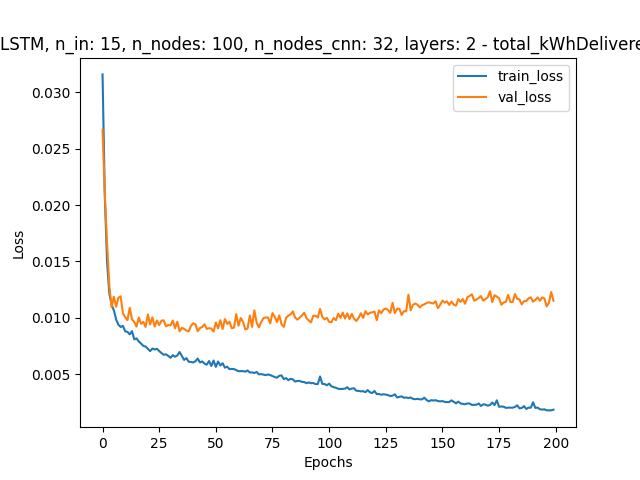 LSTM, n_in: 15, n_nodes: 100, n_nodes_cnn: 32, layers: 2 - total_kWhDelivere
train_loss
val_loss
0.030
0.025
0.020
0.015
0.010
0.005
Loss
0 25 50 75 100 125 150 175 200
Epochs